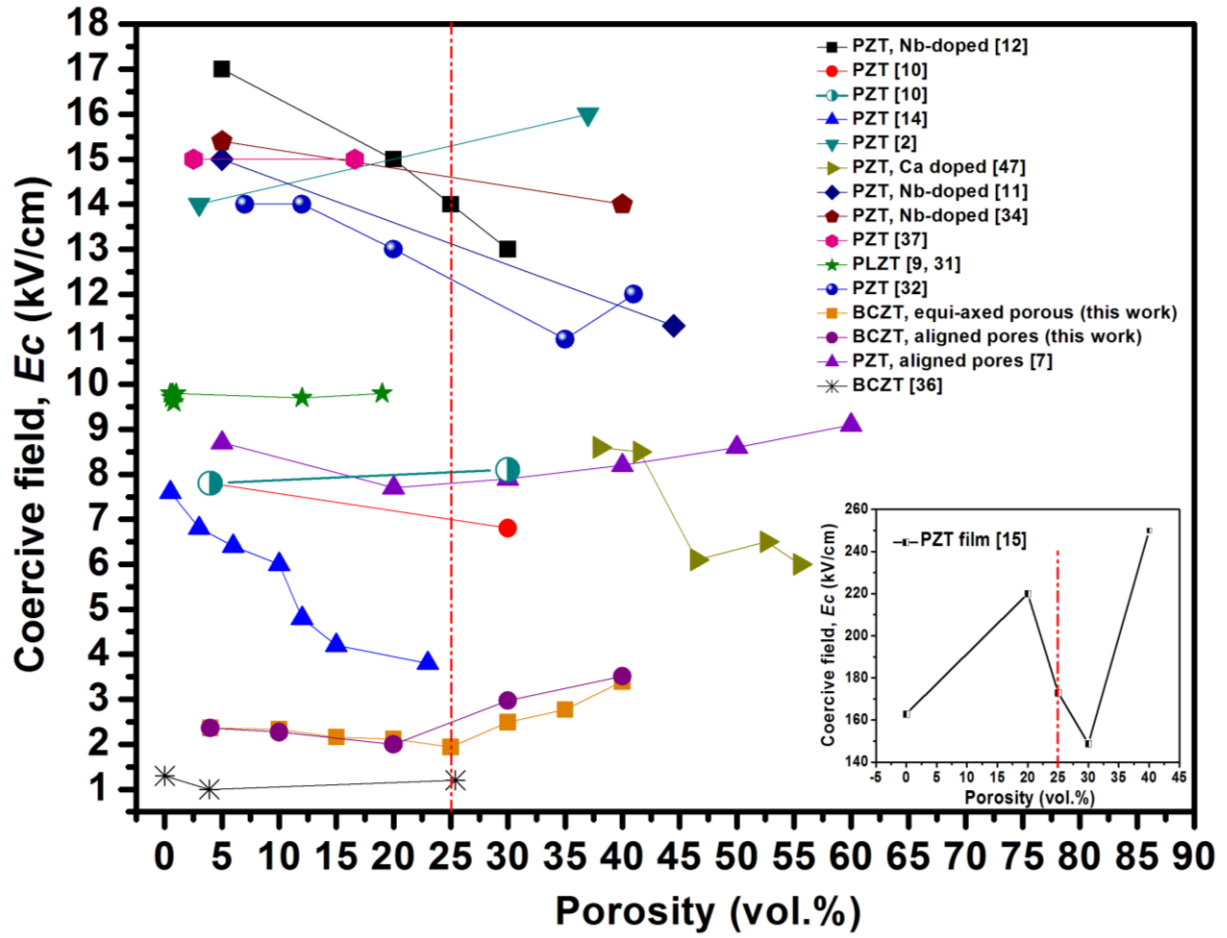 18
17
16
15
14
13
12
11
10
9
8
7
6
5
4
3
2
1
Coercive field, Ec (kV/cm)
PZT, Nb-doped [12]
PZT [10]
PZT [10]
PZT [14]
PZT [2]
PZT, Ca doped [47]
PZT, Nb-doped [11]
PZT, Nb-doped [34]
PZT [37]
PLZT [9, 31]
PZT [32]
BCZT, equi-axed porous (this work)
BCZT, aligned pores (this work)
PZT, aligned pores [7]
BCZT [36]
260
240
220
200
180
160
140
Coercive field, Ec (kV/cm)
PZT film [15]
-5 0 5 10 15 20 25 30 35 40 45
Porosity (vol.%)
0 5 10 15 20 25 30 35 40 45 50 55 60 65 70 75 80 85 90
Porosity (vol.%)